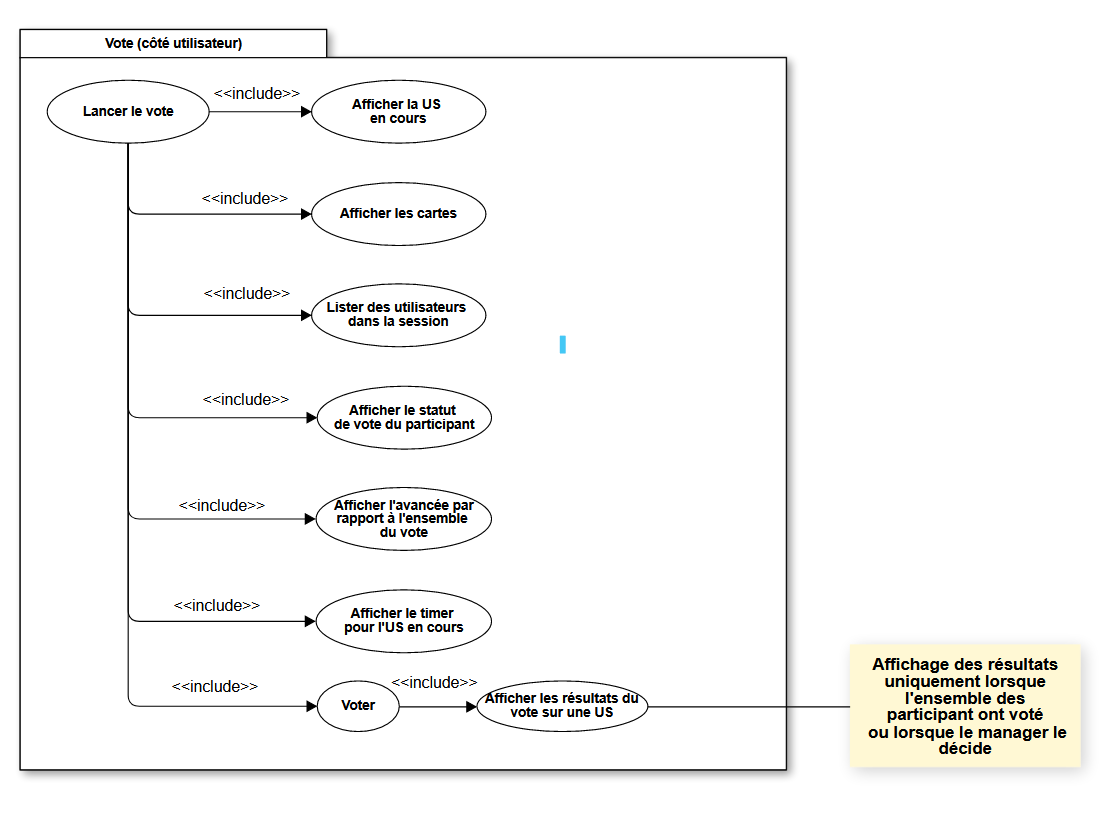 Vote (côté utilisateur)
Lancer le vote
<<include>>
Afficher la US
en cours
<<include>>
Afficher les cartes
<<include>>
Lister des utilisateurs
dans la session
<<include>>
Afficher le statut
de vote du participant
<<include>>
Afficher l'avancée par
rapport à l'ensemble
du vote
<<include>>
Afficher le timer
pour l'US en cours
<<include>>
Voter
<<include>>
Afficher les résultats du
vote sur une US
Affichage des résultats
uniquement lorsque
l'ensemble des
participant ont voté
ou lorsque le manager le
décide